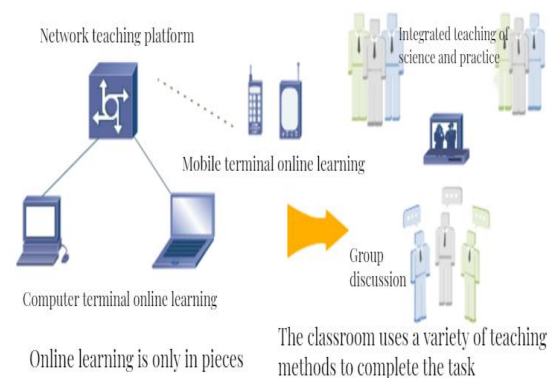 Network teaching platform
Integrated teaching of
science and practice
Mobile terminal online learning
Group
discussion
Computer terminal online learning
Online learning is only in pieces
The classroom uses a variety of teaching
methods to complete the task